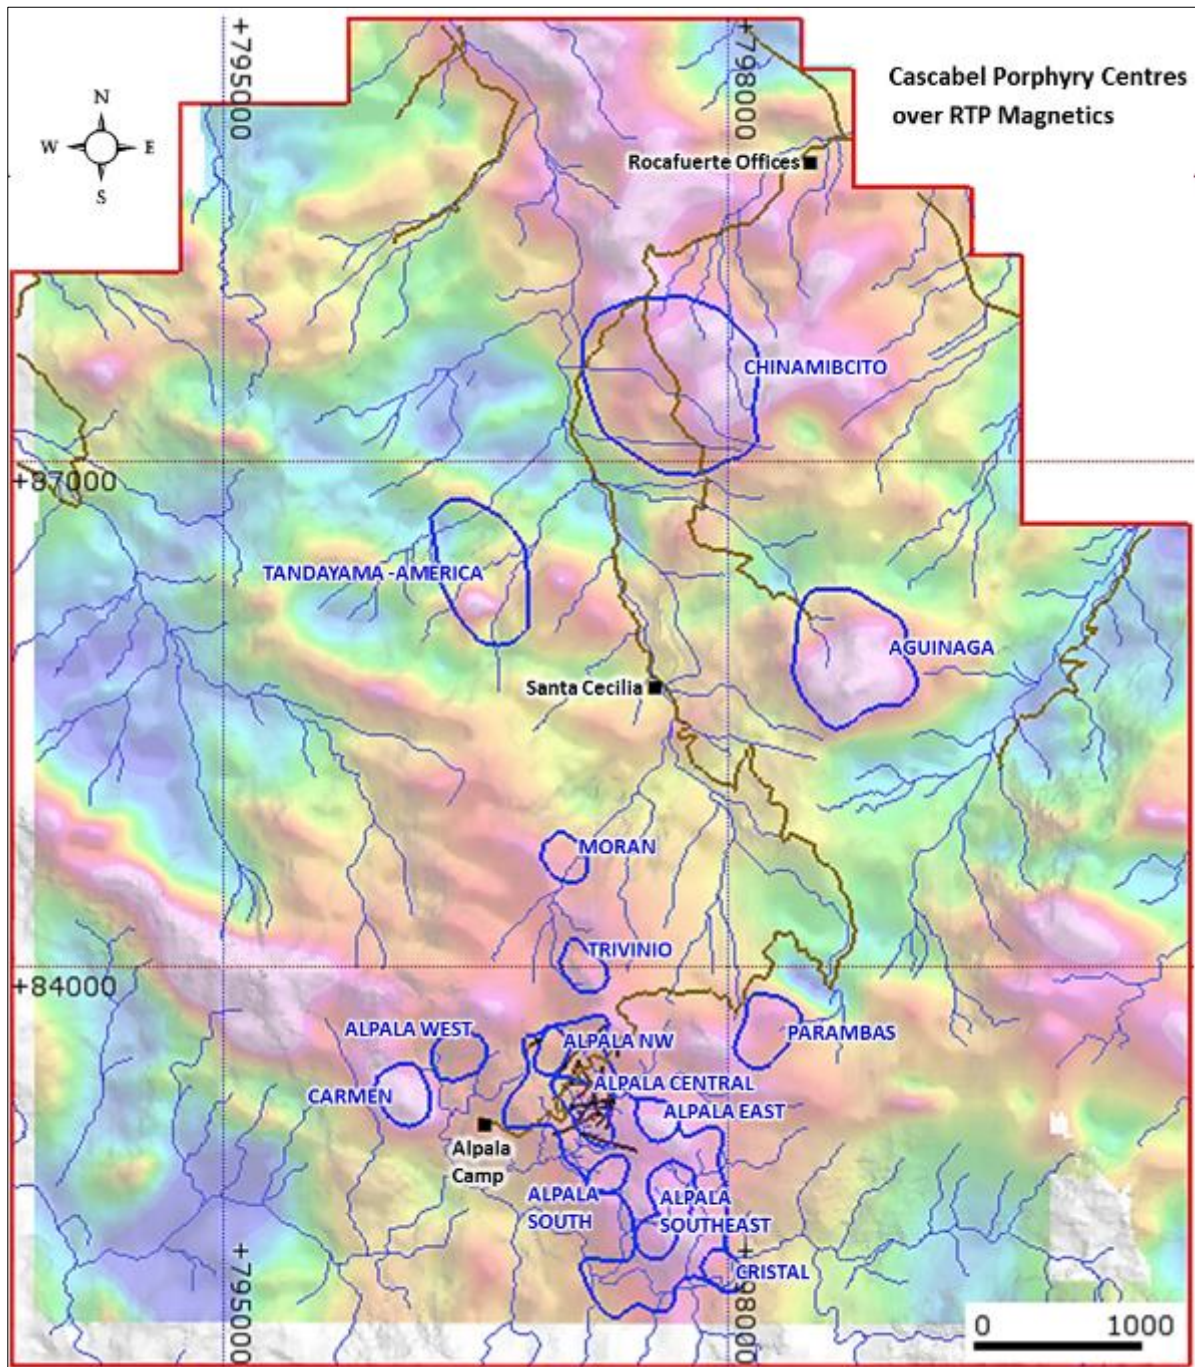 +795000
+798000
Cascabel Porphyry Centres
over RTP Magnetics
N
W E
S
Rocafuerte Offices
CHINAMIBCITO
+87000
TANDAYAMA -AMERICA
AGUINAGA
Santa Cecilia
MORAN
TRIVINIO
+84000
ALPALA WEST
ALPALA NW
PARAMBAS
CARMEN
ALPALA CENTRAL
ALPALA EAST
Alpala
Camp
ALPALA
SOUTH
ALPALA
SOUTHEAST
CRISTAL
+795000
+798000
0 1000